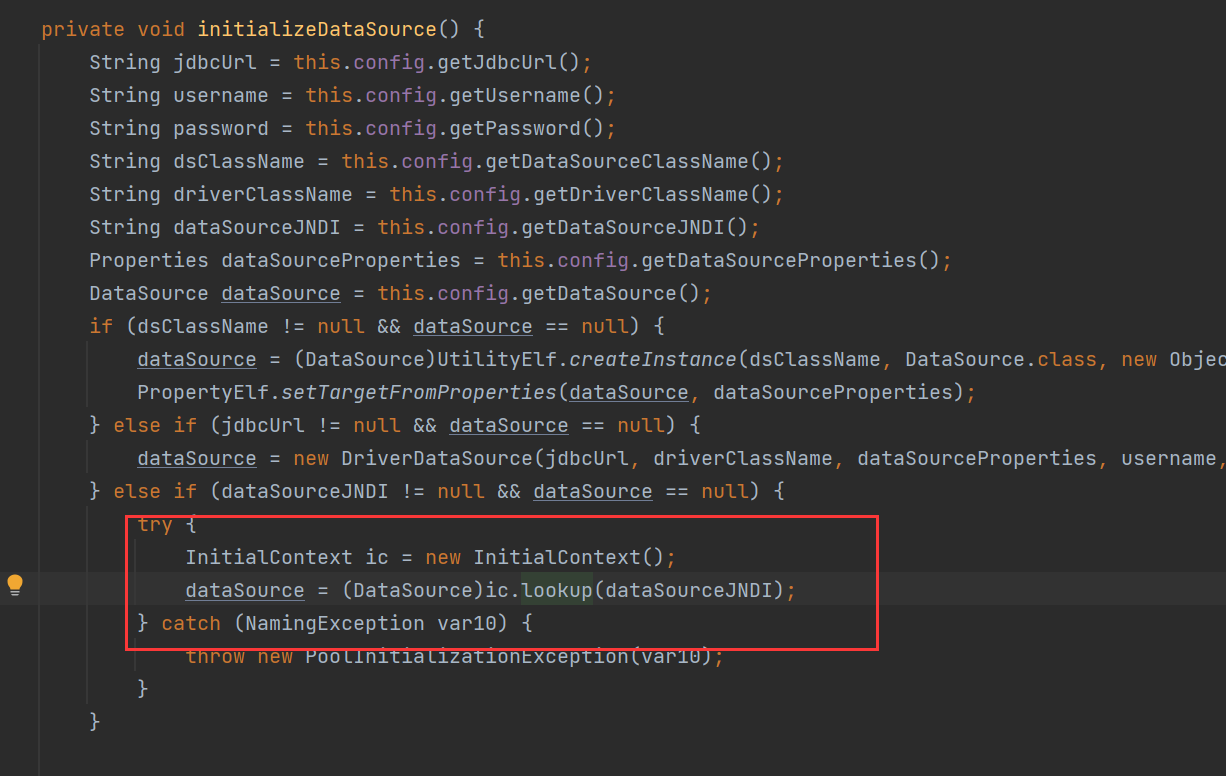 private void initializeDataSource() {
String jdbcUrl = this.config.getJdbcUrl();
String username = this.config.getUsername();
String password = this.config.getPassword();
String dsClassName = this.config.getDataSourceClassName();
String driverClassName = this.config.getDriverClassName();
String dataSourceJNDI = this.config.getDataSourceJNDI();
Properties dataSourceProperties = this.config.getDataSourceProperties();
DataSource dataSource = this.config.getDataSource();
if (dsClassName != null && dataSource == null) {
dataSource = (DataSource)UtilityElf.createInstance(dsClassName, DataSource.class, new Objec
PropertyElf.setTargetFromProperties(dataSource, dataSourceProperties);
} else if (jdbcUrl != null && dataSource == null) {
dataSource = new DriverDataSource(jdbcUrl, driverClassName, dataSourceProperties, username,
} else if (dataSourceJNDI != null && dataSource == null) {
try {
InitialContext ic = new InitialContext();
dataSource = (DataSource)ic.lookup(dataSourceJNDI);
} catch (NamingException var10) {
throw new PoolInitializationException(var10);
}
}